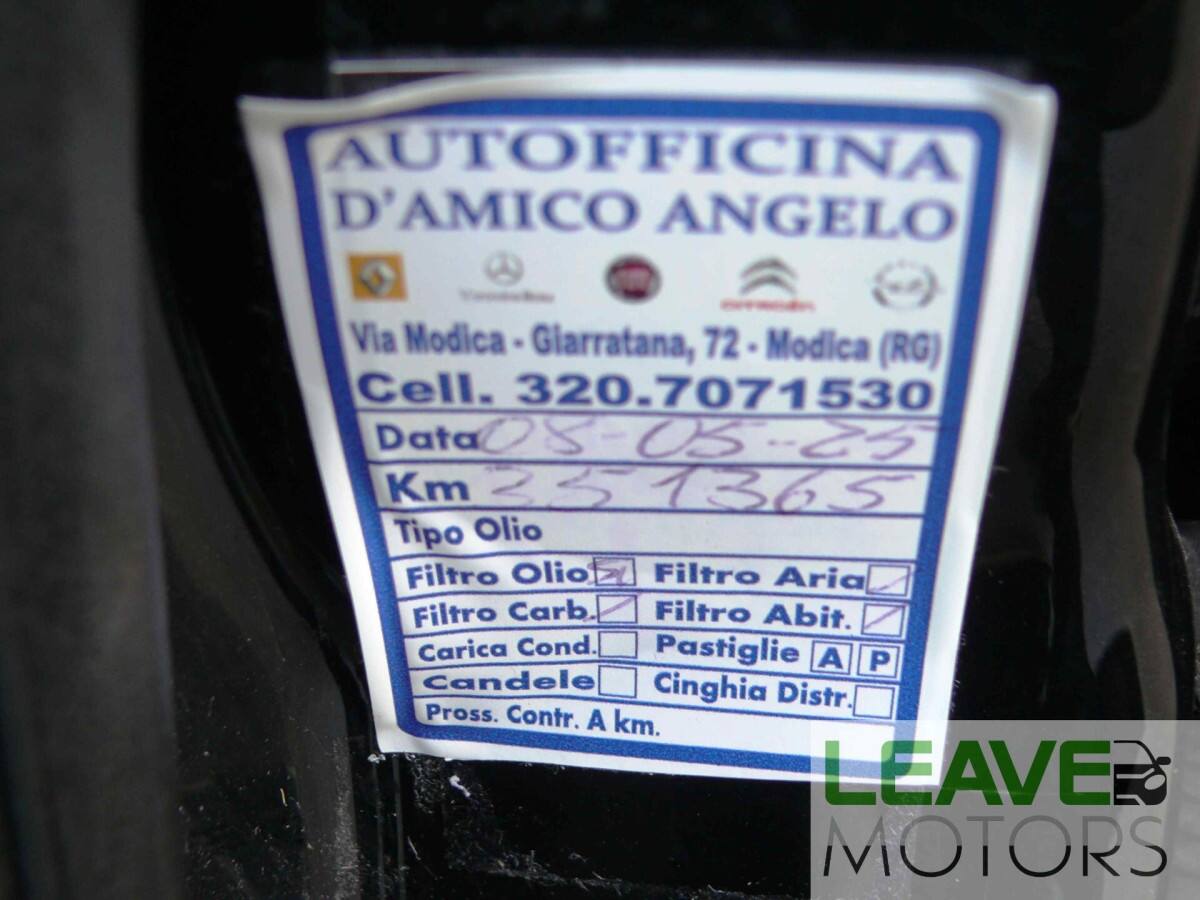 AUTOFFICINA
D'AMICO ANGELO
CITROËN
Via Modica - Giarratana, 72 - Modica (RG)
Cell. 320.7071530
Data 08-05-25
Km 351365
Tipo Olio
Filtro Olio Filtro Aria
Filtro Carb. Filtro Abit.
Carica Cond. Pastiglie A P
Candele Cinghia Distr.
Pross. Contr. A km.
LEAVE
MOTORS